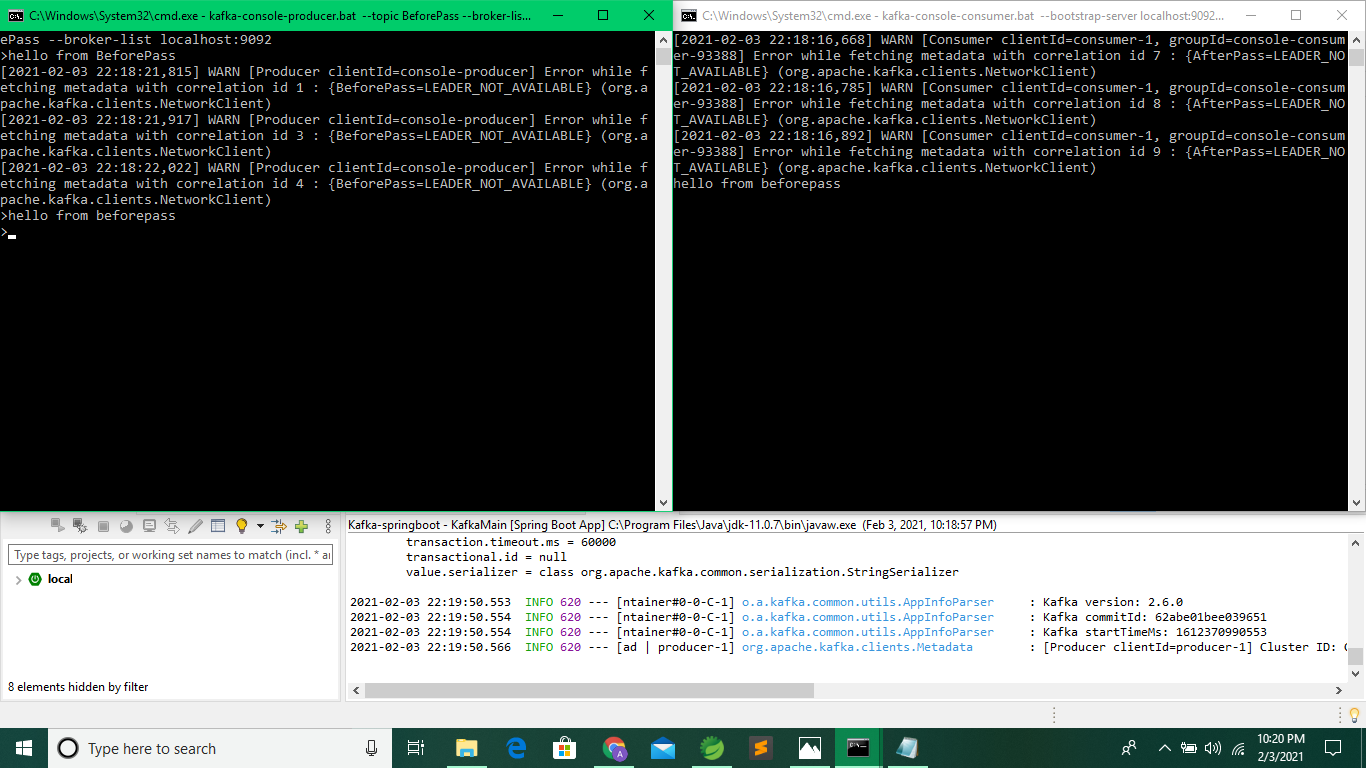 C:\Windows\System32\cmd.exe - kafka-console-producer.bat --topic BeforePass --broker-lis...
ePass --broker-list localhost:9092
>hello from BeforePass
[2021-02-03 22:18:21,815] WARN [Producer clientId=console-producer] Error while f
etching metadata with correlation id 1 : {BeforePass=LEADER_NOT_AVAILABLE} (org.a
pache.kafka.clients.NetworkClient)
[2021-02-03 22:18:21,917] WARN [Producer clientId=console-producer] Error while f
etching metadata with correlation id 3 : {BeforePass=LEADER_NOT_AVAILABLE} (org.a
pache.kafka.clients.NetworkClient)
[2021-02-03 22:18:22,022] WARN [Producer clientId=console-producer] Error while f
etching metadata with correlation id 4 : {BeforePass=LEADER_NOT_AVAILABLE} (org.a
pache.kafka.clients.NetworkClient)
>hello from beforepass
>
C:\Windows\System32\cmd.exe - kafka-console-consumer.bat --bootstrap-server localhost:9092...
[2021-02-03 22:18:16,668] WARN [Consumer clientId=consumer-1, groupId=console-consum
er-93388] Error while fetching metadata with correlation id 7 : {AfterPass=LEADER_NO
T_AVAILABLE} (org.apache.kafka.clients.NetworkClient)
[2021-02-03 22:18:16,785] WARN [Consumer clientId=consumer-1, groupId=console-consum
er-93388] Error while fetching metadata with correlation id 8 : {AfterPass=LEADER_NO
T_AVAILABLE} (org.apache.kafka.clients.NetworkClient)
[2021-02-03 22:18:16,892] WARN [Consumer clientId=consumer-1, groupId=console-consum
er-93388] Error while fetching metadata with correlation id 9 : {AfterPass=LEADER_NO
T_AVAILABLE} (org.apache.kafka.clients.NetworkClient)
hello from beforepass
Type tags, projects, or working set names to match (incl. * ar
local
8 elements hidden by filter
Kafka-springboot - KafkaMain [Spring Boot App] C:\Program Files\Java\jdk-11.0.7\bin\javaw.exe (Feb 3, 2021, 10:18:57 PM)
transaction.timeout.ms = 60000
transactional.id = null
value.serializer = class org.apache.kafka.common.serialization.StringSerializer
2021-02-03 22:19:50.553 INFO 620 --- [ntainer#0-0-C-1] o.a.kafka.common.utils.AppInfoParser : Kafka version: 2.6.0
2021-02-03 22:19:50.554 INFO 620 --- [ntainer#0-0-C-1] o.a.kafka.common.utils.AppInfoParser : Kafka commitId: 62abe01bee039651
2021-02-03 22:19:50.554 INFO 620 --- [ntainer#0-0-C-1] o.a.kafka.common.utils.AppInfoParser : Kafka startTimeMs: 1612370990553
2021-02-03 22:19:50.566 INFO 620 --- [ad | producer-1] org.apache.kafka.clients.Metadata : [Producer clientId=producer-1] Cluster ID:
Type here to search
10:20 PM
2/3/2021